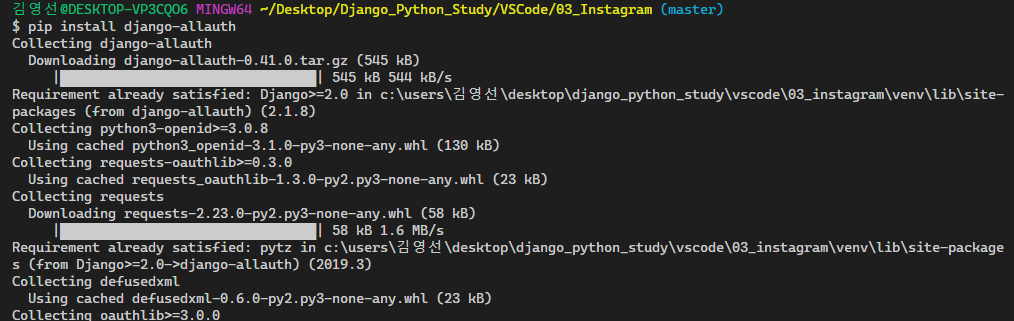 김영선@DESKTOP-VP3CQO6 MINGW64 ~/Desktop/Django_Python_Study/VSCode/03_Instagram (master)
$ pip install django-allauth
Collecting django-allauth
  Downloading django-allauth-0.41.0.tar.gz (545 kB)
     |████████████████████████████████| 545 kB 544 kB/s
Requirement already satisfied: Django>=2.0 in c:\users\김영선\desktop\django_python_study\vscode\03_instagram\venv\lib\site-
packages (from django-allauth) (2.1.8)
Collecting python3-openid>=3.0.8
  Using cached python3_openid-3.1.0-py3-none-any.whl (130 kB)
Collecting requests-oauthlib>=0.3.0
  Using cached requests_oauthlib-1.3.0-py2.py3-none-any.whl (23 kB)
Collecting requests
  Downloading requests-2.23.0-py2.py3-none-any.whl (58 kB)
     |████████████████████████████████| 58 kB 1.6 MB/s
Requirement already satisfied: pytz in c:\users\김영선\desktop\django_python_study\vscode\03_instagram\venv\lib\site-package
s (from Django>=2.0->django-allauth) (2019.3)
Collecting defusedxml
  Using cached defusedxml-0.6.0-py2.py3-none-any.whl (23 kB)
Collecting oauthlib>=3.0.0